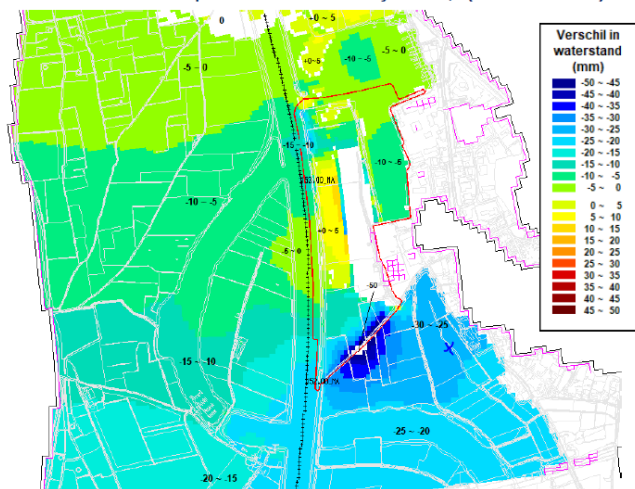 0
+0 ~ 5
-5 ~ 0
-5 ~ 0
+0~ 5
-10 ~ -5
-15 ~ -10
-10 ~ -5
-10 ~ -5
+0 ~ 5
-5 ~ 0
-50
-30 ~ -25
-15 ~ -10
-25 ~ -20
-20 ~ -15
Verschil in
waterstand
(mm)
-50 ~ -45
-45 ~ -40
-40 ~ -35
-35 ~ -30
-30 ~ -25
-25 ~ -20
-20 ~ -15
-15 ~ -10
-10 ~ -5
-5 ~ 0
0 ~ 5
5 ~ 10
10 ~ 15
15 ~ 20
20 ~ 25
25 ~ 30
30 ~ 35
35 ~ 40
40 ~ 45
45 ~ 50